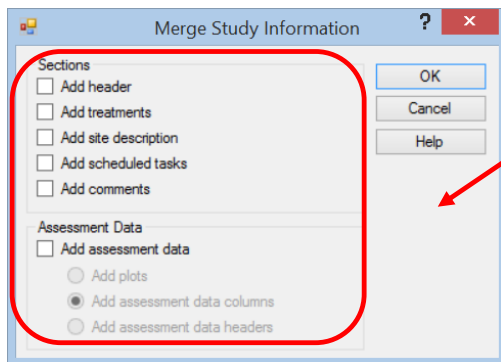 Merge Study Information ? ×
Sections
Add header
Add treatments
Add site description
Add scheduled tasks
Add comments
Assessment Data
Add assessment data
Add plots
Add assessment data columns
Add assessment data headers
OK
Cancel
Help